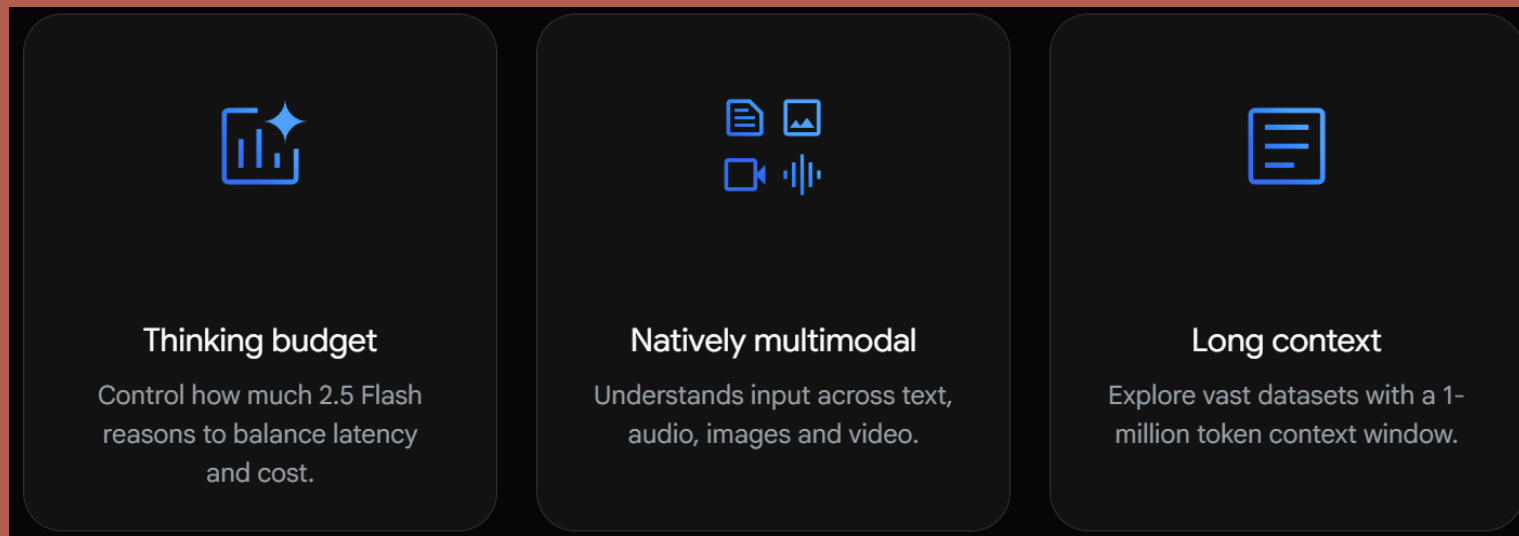 Thinking budget
Control how much 2.5 Flash
reasons to balance latency
and cost.
Natively multimodal
Understands input across text,
audio, images and video.
Long context
Explore vast datasets with a 1-
million token context window.